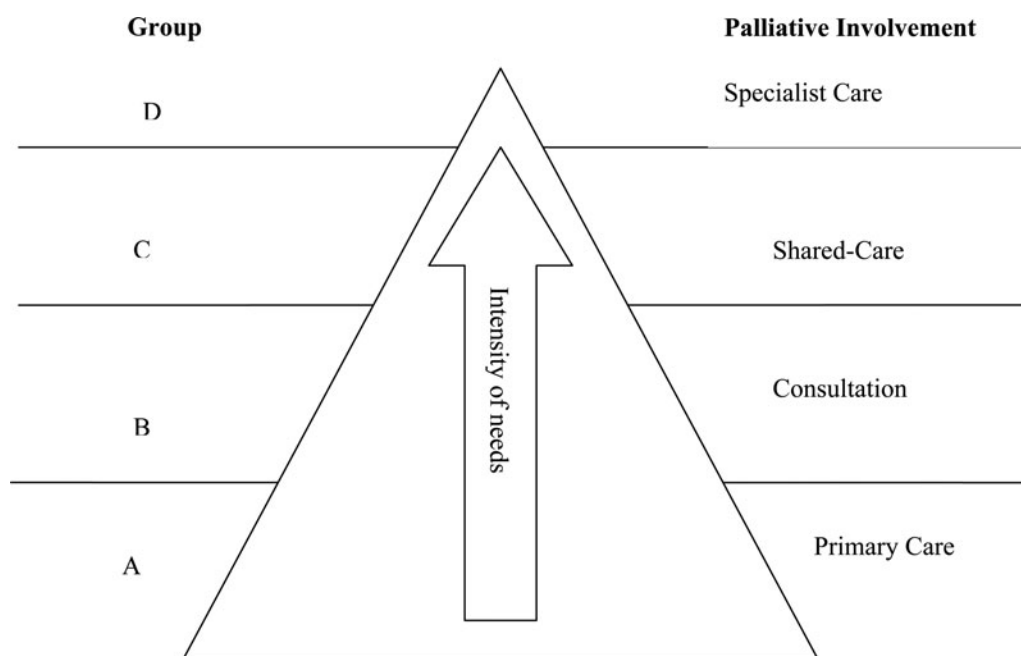 Group
Palliative Involvement
D
Specialist Care
C
Shared-Care
B
Consultation
A
Primary Care
Intensity of needs